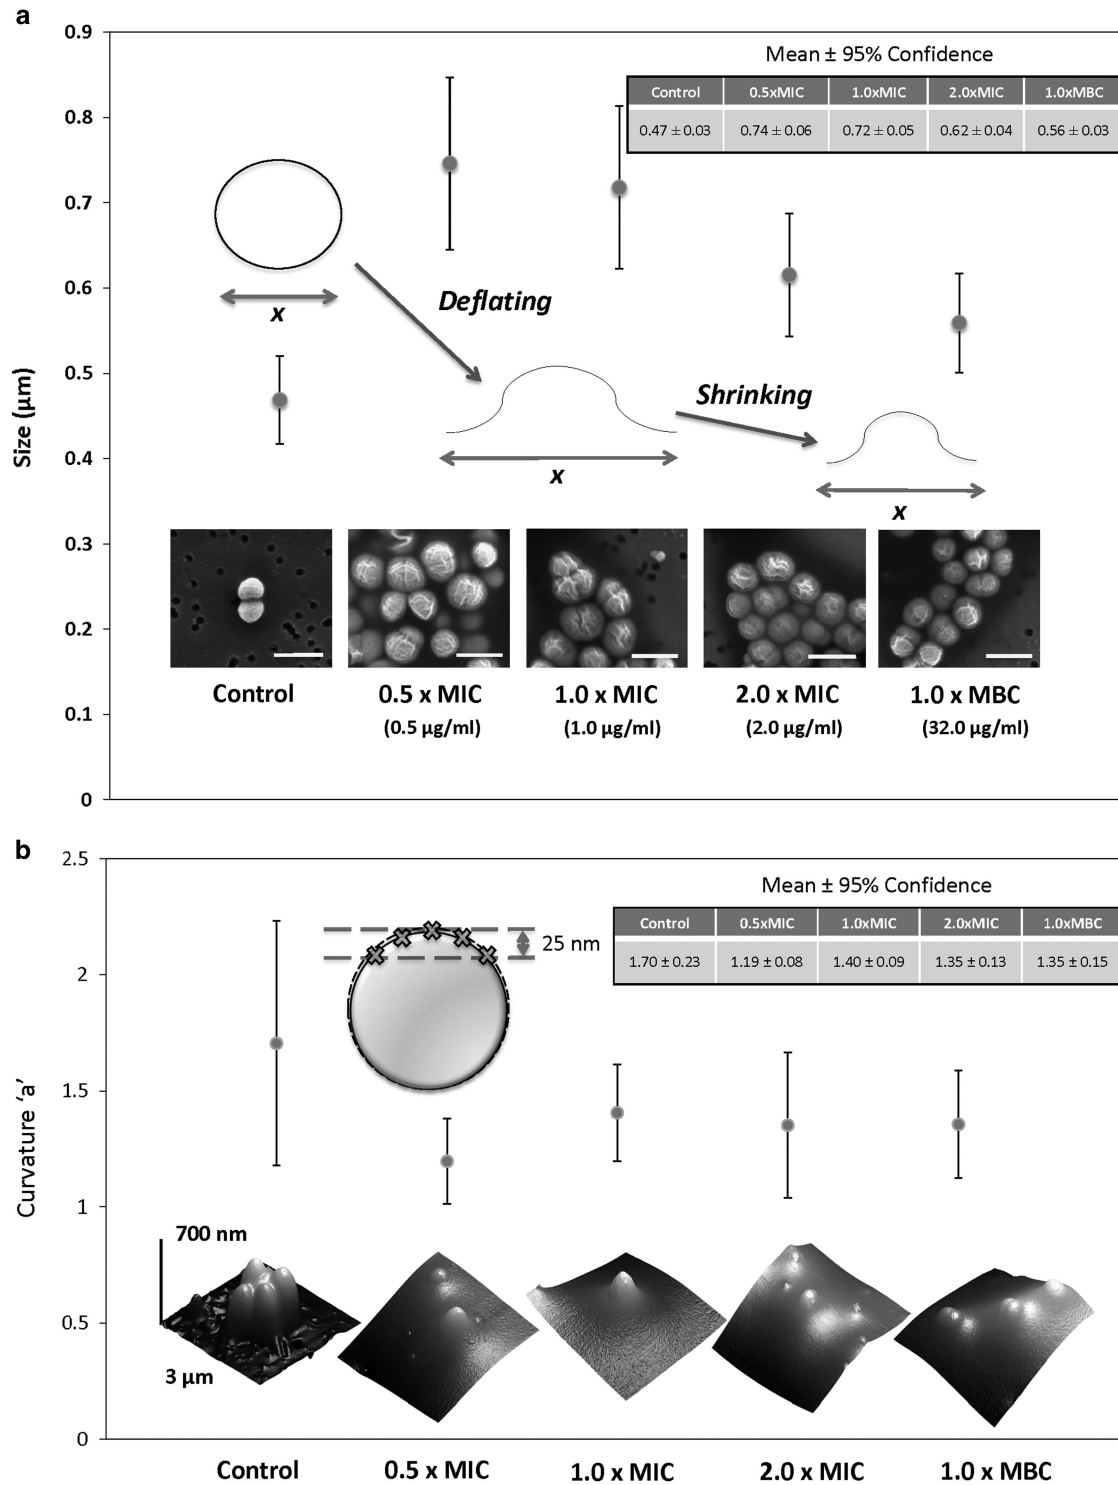 a
0.9
0.8
0.7
0.6
0.5
0.4
0.3
0.2
0.1
0
Size (µm)
Mean ± 95% Confidence
Control 0.5xMIC 1.0xMIC 2.0xMIC 1.0xMBC
0.47 ± 0.03 0.74 ± 0.06 0.72 ± 0.05 0.62 ± 0.04 0.56 ± 0.03
x
Deflating
x
Shrinking
x
Control 0.5 x MIC 1.0 x MIC 2.0 x MIC 1.0 x MBC
(0.5 µg/ml) (1.0 µg/ml) (2.0 µg/ml) (32.0 µg/ml)
b
2.5
2
1.5
1
0.5
0
Curvature ‘a’
Mean ± 95% Confidence
Control 0.5xMIC 1.0xMIC 2.0xMIC 1.0xMBC
1.70 ± 0.23 1.19 ± 0.08 1.40 ± 0.09 1.35 ± 0.13 1.35 ± 0.15
25 nm
700 nm
3 µm
Control 0.5 x MIC 1.0 x MIC 2.0 x MIC 1.0 x MBC